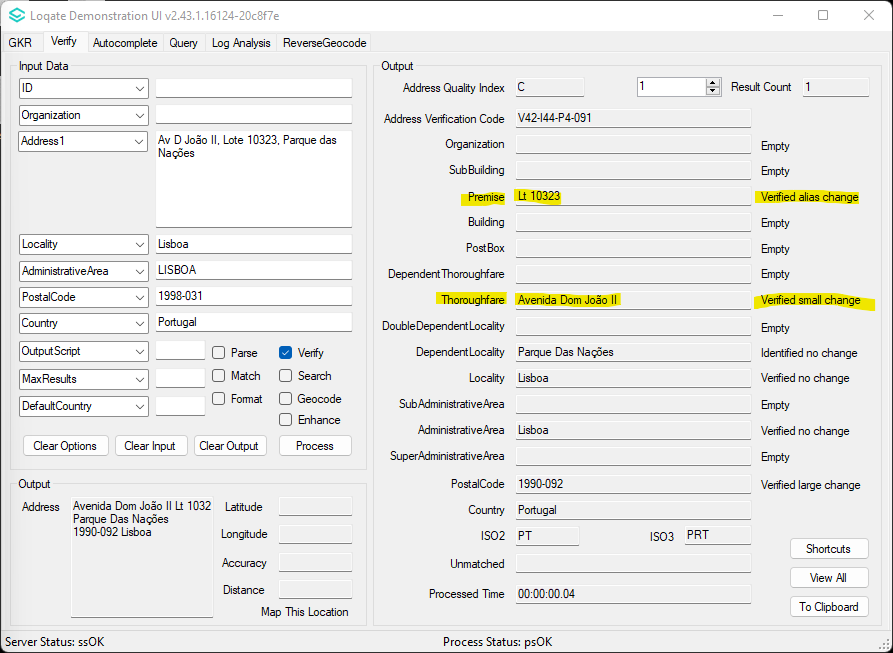 Loqate Demonstration UI v2.43.1.16124-20c8f7e
GKR Verify Autocomplete Query Log Analysis ReverseGeocode
Input Data
ID
Organization
Address1 Av D João II, Lote 10323, Parque das
Nações
Locality Lisboa
AdministrativeArea LISBOA
PostalCode 1998-031
Country Portugal
OutputScript Parse Verify
MaxResults Match Search
DefaultCountry Format Geocode
Enhance
Clear Options Clear Input Clear Output Process
Output
Address Avenida Dom João II Lt 1032
Parque Das Nações
1990-092 Lisboa
Latitude
Longitude
Accuracy
Distance
Map This Location
Output
Address Quality Index C 1 Result Count 1
Address Verification Code V42-I44-P4-091
Organization Empty
SubBuilding Empty
Premise Lt 10323 Verified alias change
Building Empty
PostBox Empty
DependentThoroughfare Empty
Thoroughfare Avenida Dom João II Verified small change
DoubleDependentLocality Empty
DependentLocality Parque Das Nações Identified no change
Locality Lisboa Verified no change
SubAdministrativeArea Empty
AdministrativeArea Lisboa Verified no change
SuperAdministrativeArea Empty
PostalCode 1990-092 Verified large change
Country Portugal
ISO2 PT ISO3 PRT
Unmatched
Processed Time 00:00:00.04
Shortcuts
View All
To Clipboard
Server Status: ssOK Process Status: psOK